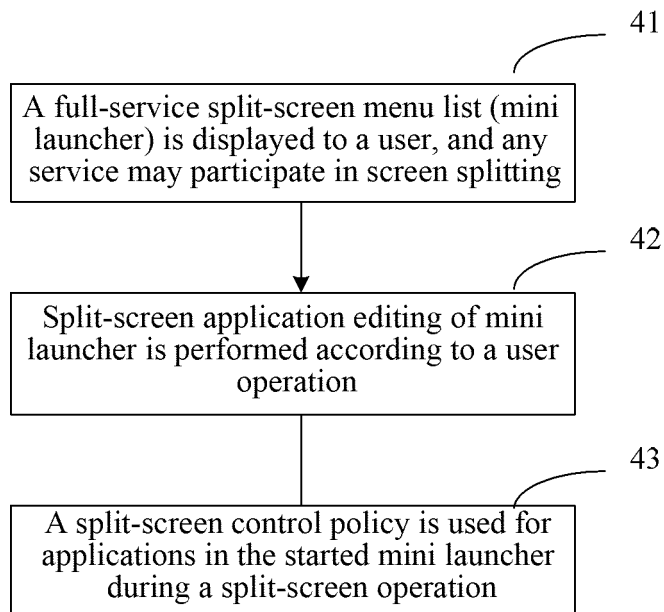 41
A full-service split-screen menu list (mini
launcher) is displayed to a user, and any
service may participate in screen splitting
42
Split-screen application editing of mini
launcher is performed according to a user
operation
43
A split-screen control policy is used for
applications in the started mini launcher
during a split-screen operation